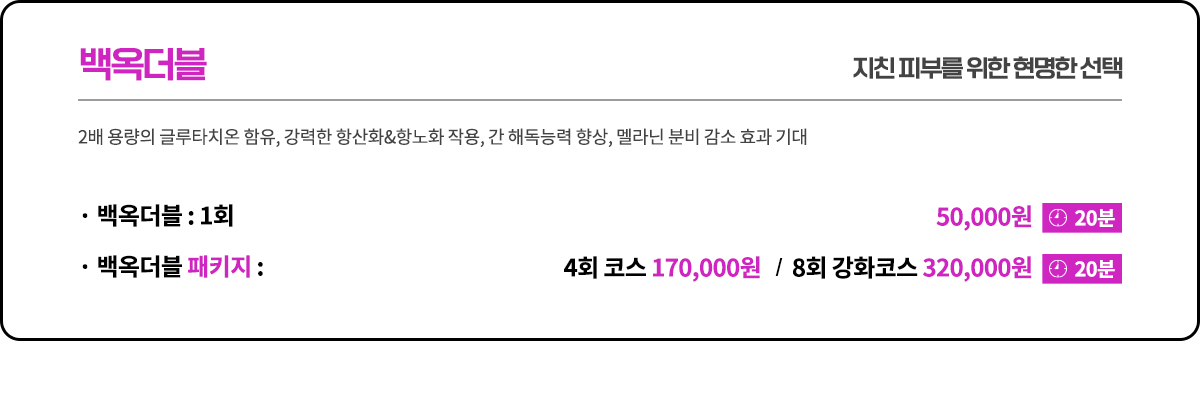 백옥더블 지친 피부를 위한 현명한 선택
2배 용량의 글루타치온 함유, 강력한 항산화&항노화 작용, 간 해독능력 향상, 멜라닌 분비 감소 효과 기대
· 백옥더블 : 1회 50,000원 20분
· 백옥더블 패키지 : 4회 코스 170,000원 / 8회 강화코스 320,000원 20분